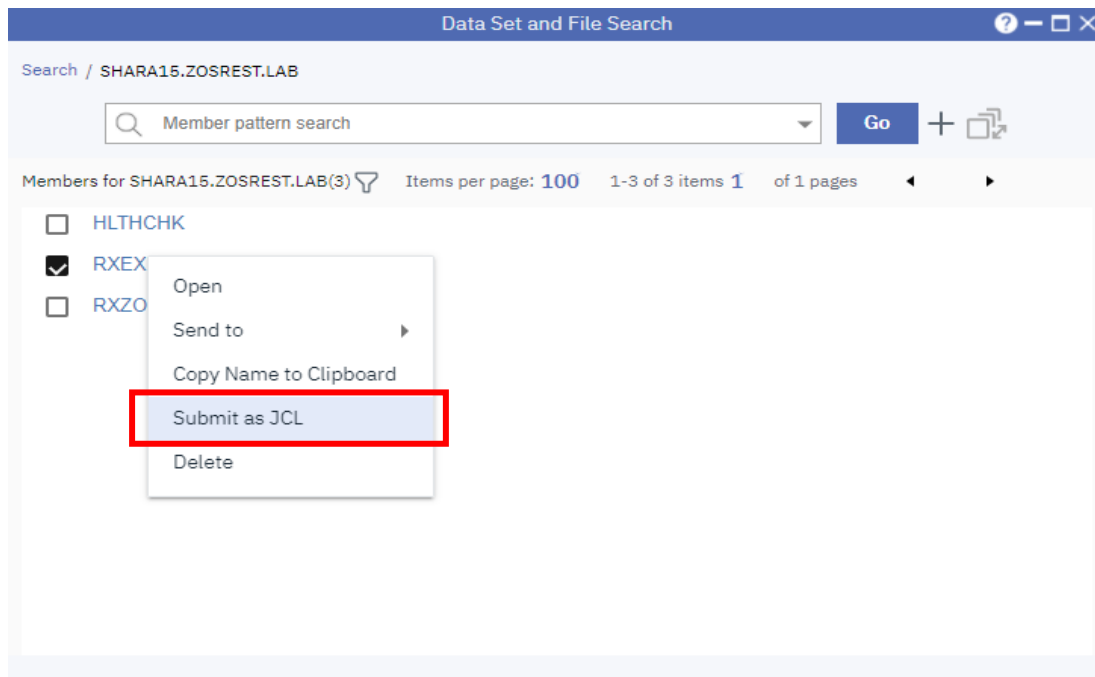 Data Set and File Search
Search / SHARA15.ZOSREST.LAB
Member pattern search Go
Members for SHARA15.ZOSREST.LAB(3) Items per page: 100 1-3 of 3 items 1 of 1 pages
HLTHCHK
RXEX
RXZO
Open
Send to
Copy Name to Clipboard
Submit as JCL
Delete